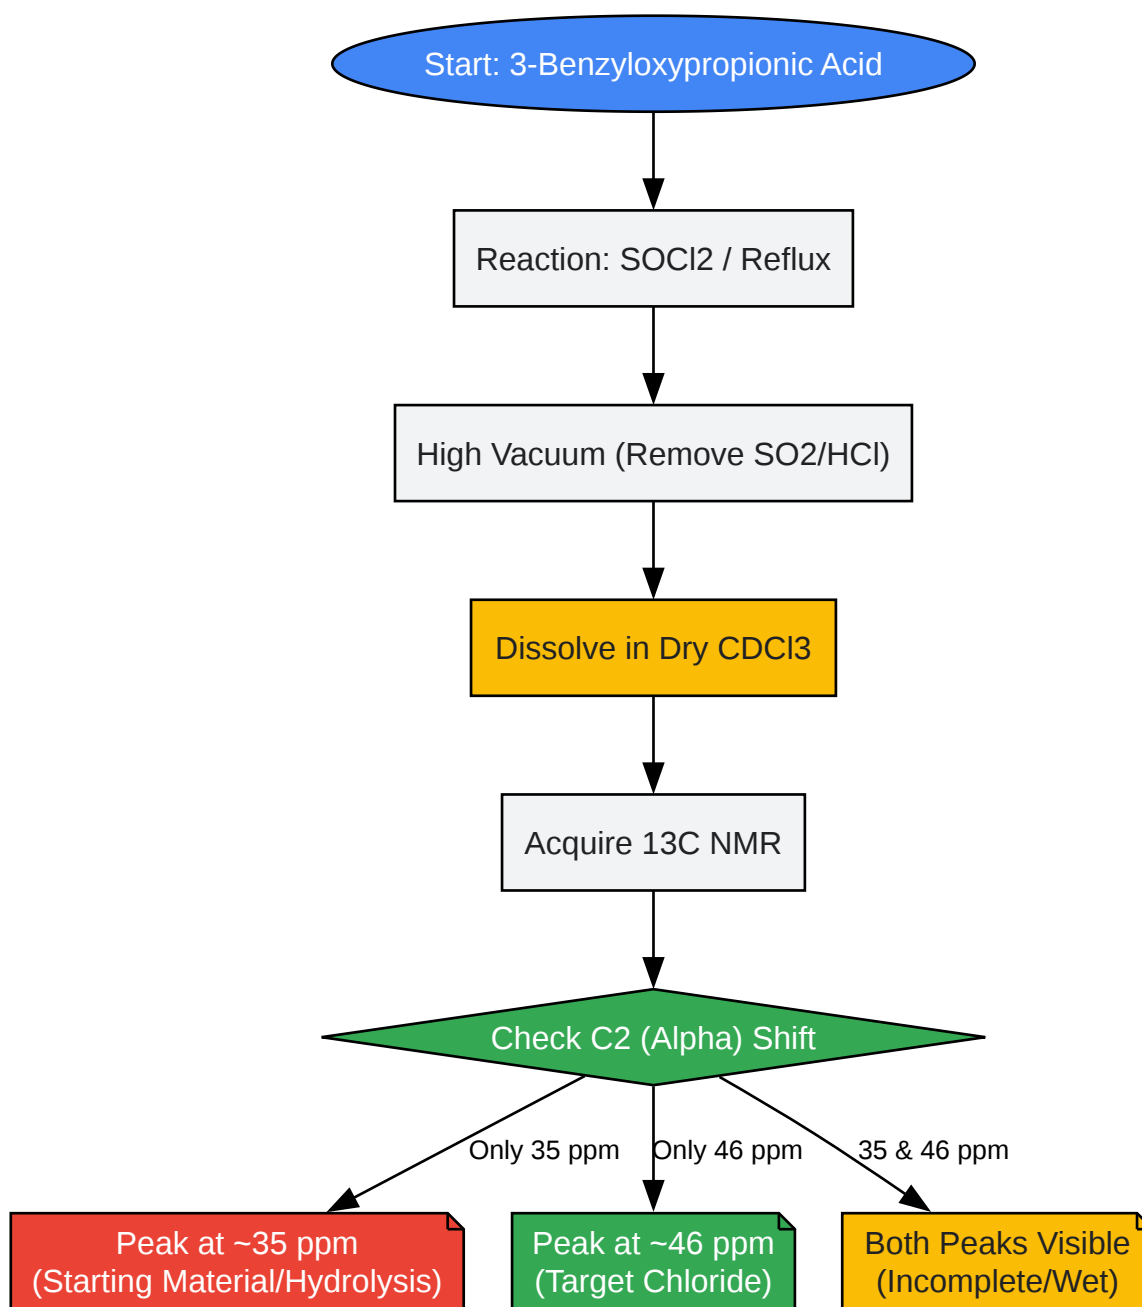 Start: 3-Benzyloxypropionic Acid
Reaction: SOCl2 / Reflux
High Vacuum (Remove SO2/HCl)
Dissolve in Dry CDCl3
Acquire 13C NMR
Check C2 (Alpha) Shift
Only 35 ppm
Only 46 ppm
35 & 46 ppm
Peak at ~35 ppm
(Starting Material/Hydrolysis)
Peak at ~46 ppm
(Target Chloride)
Both Peaks Visible
(Incomplete/Wet)